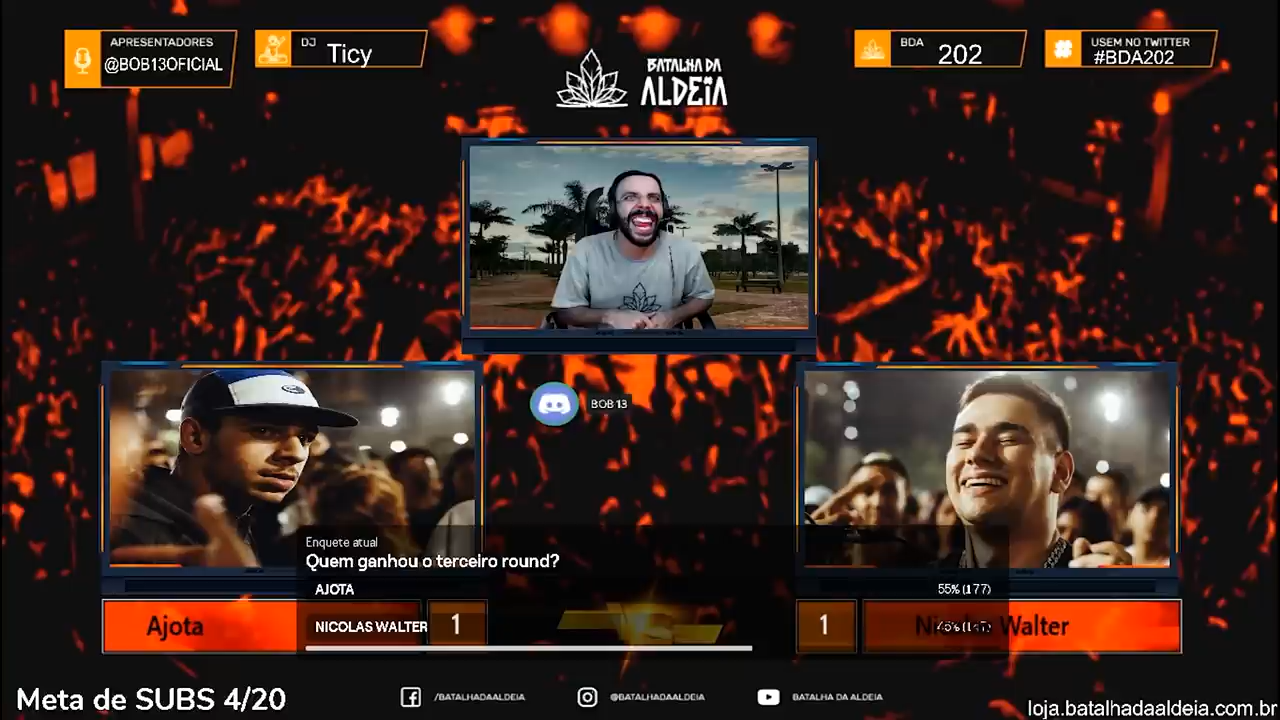 APRESENTADORES
@BOB13OFICIAL
DJ
Ticy
BATALHA DA
ALDEIA
BDA
202
USEM NO TWITTER
#BDA202
BOB 13
Enquete atual
Quem ganhou o terceiro round?
AJOTA
55% (177)
NICOLAS WALTER
Ajota
1
1
Walter
Meta de SUBS 4/20
/BATALHADAALDEIA
@BATALHADAALDEIA
BATALHA DA ALDEIA
loja.batalhadaaldeia.com.br